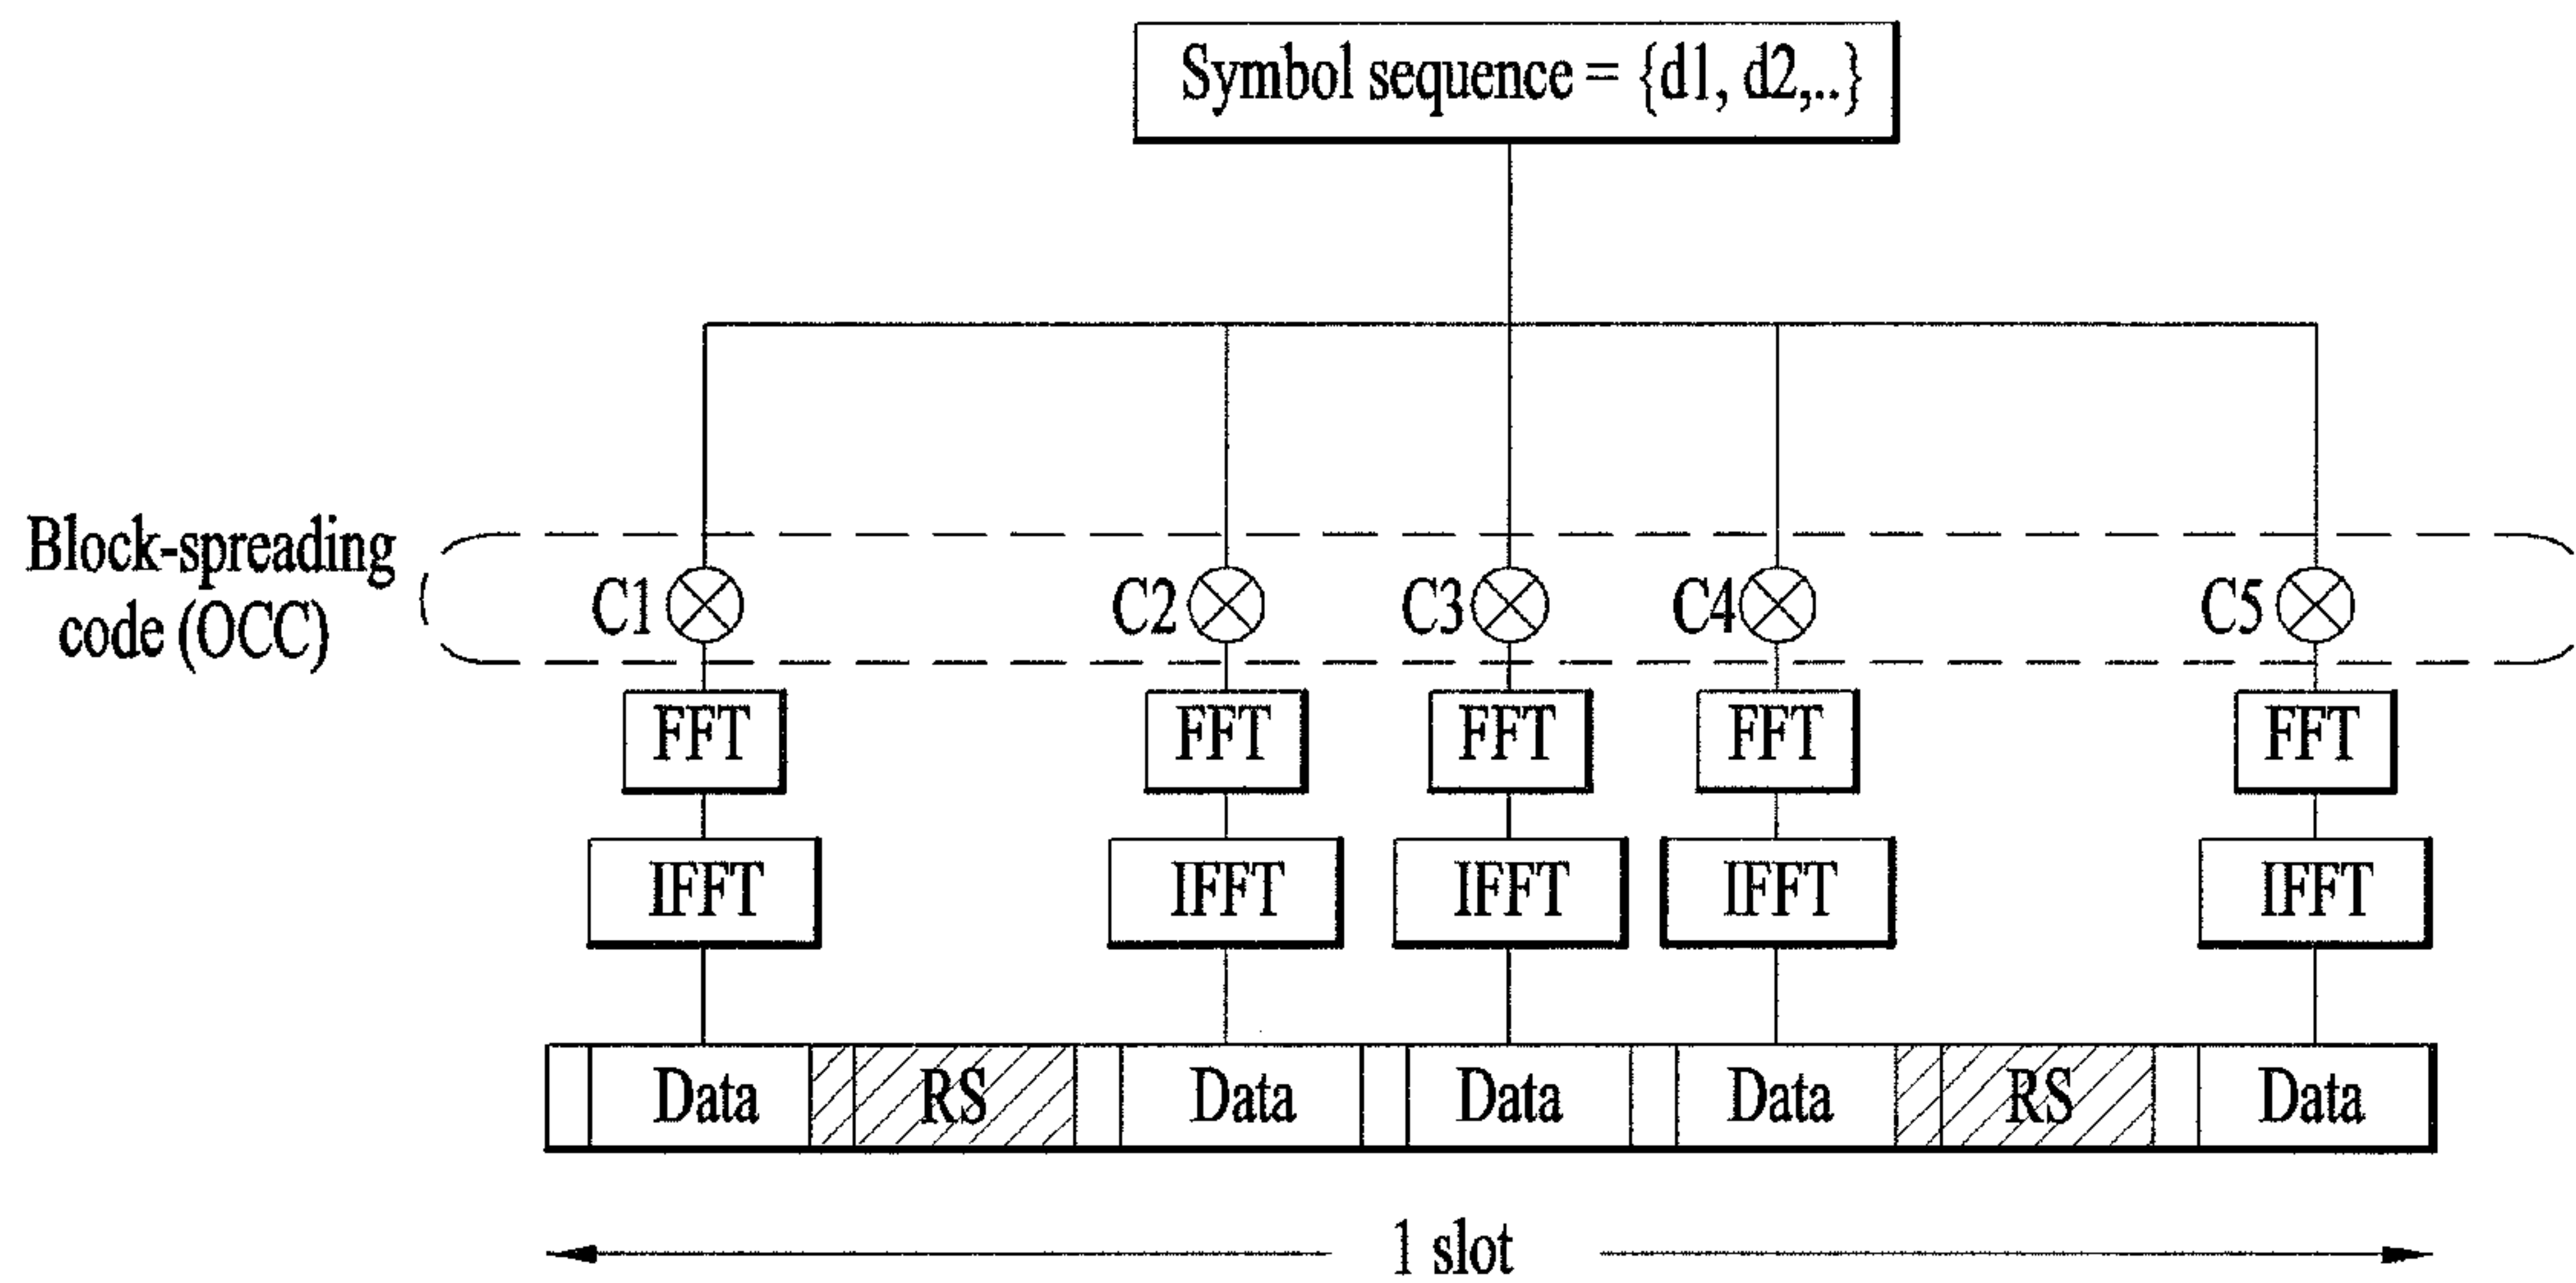 Symbol sequence = {d1, d2,..}
Block-spreading
code (OCC)
C1 C2 C3 C4 C5
FFT FFT FFT FFT FFT
IFFT IFFT IFFT IFFT IFFT
Data RS Data Data Data RS Data
1 slot